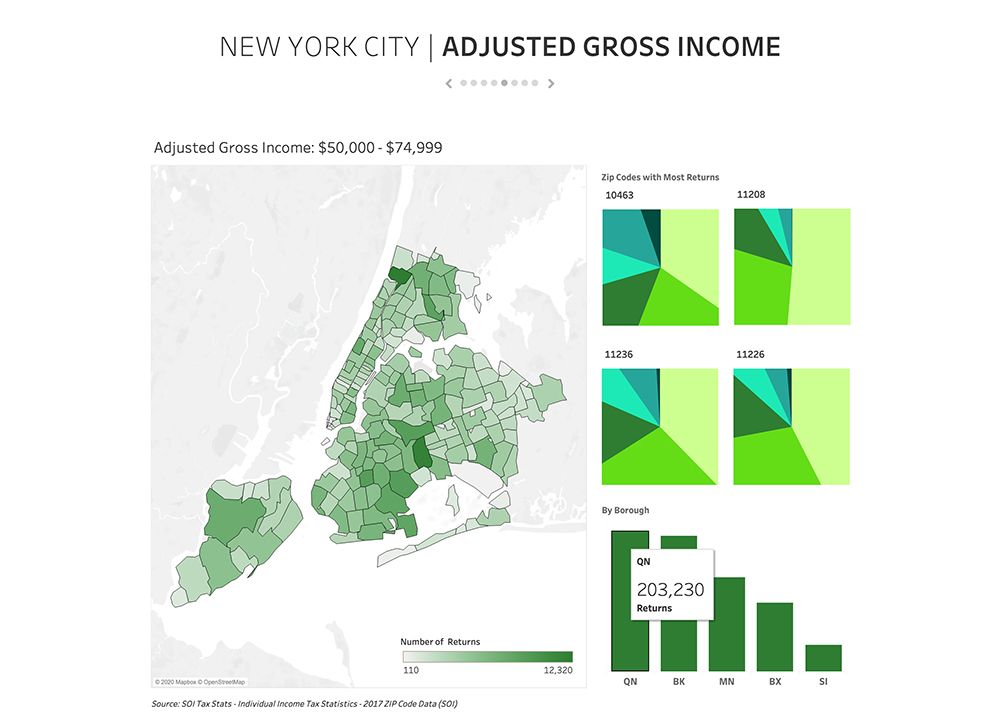 NEW YORK CITY | ADJUSTED GROSS INCOME
Adjusted Gross Income: $50,000 - $74,999
Zip Codes with Most Returns
10463
11208
11236
11226
By Borough
QN
203,230
Returns
QN
BK
MN
BX
SI
Number of Returns
110
12,320
© 2020 Mapbox © OpenStreetMap
Source: SOI Tax Stats - Individual Income Tax Statistics - 2017 ZIP Code Data (SOI)